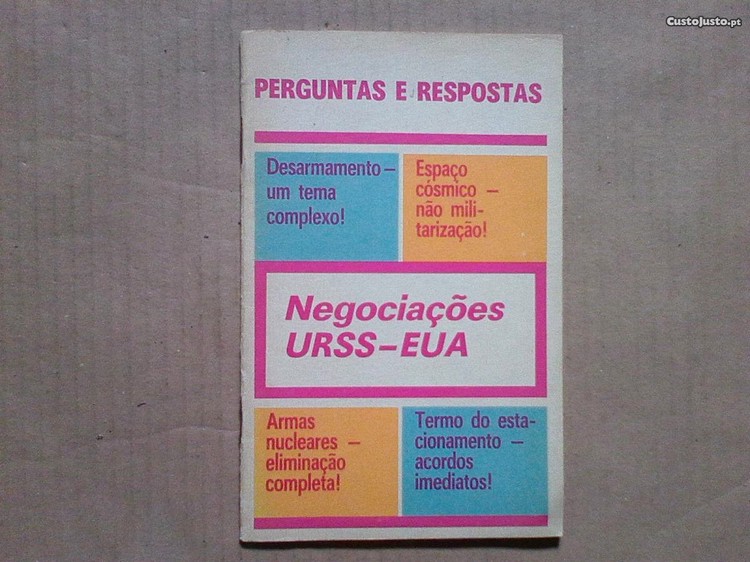 CustoJusto.pt
PERGUNTAS E RESPOSTAS
Desarmamento –
um tema
complexo!
Espaço
cósmico –
não mili-
tarização!
Negociações
URSS–EUA
Armas
nucleares –
eliminação
completa!
Termo do esta-
cionamento –
acordos
imediatos!